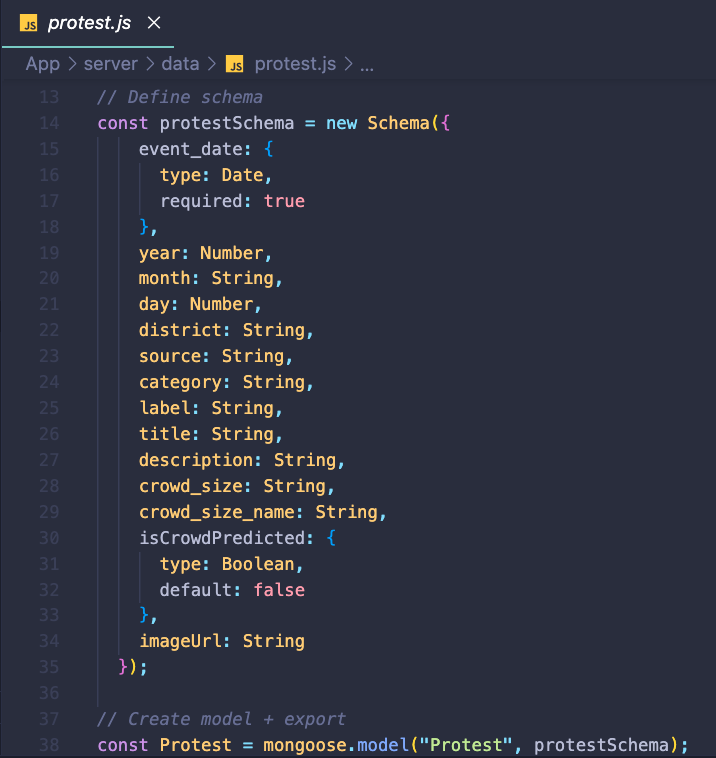 JS protest.js ×
App > server > data > JS protest.js > ...
13 // Define schema
14 const protestSchema = new Schema({
15 event_date: {
16 type: Date,
17 required: true
18 },
19 year: Number,
20 month: String,
21 day: Number,
22 district: String,
23 source: String,
24 category: String,
25 label: String,
26 title: String,
27 description: String,
28 crowd_size: String,
29 crowd_size_name: String,
30 isCrowdPredicted: {
31 type: Boolean,
32 default: false
33 },
34 imageUrl: String
35 });
36
37 // Create model + export
38 const Protest = mongoose.model("Protest", protestSchema);